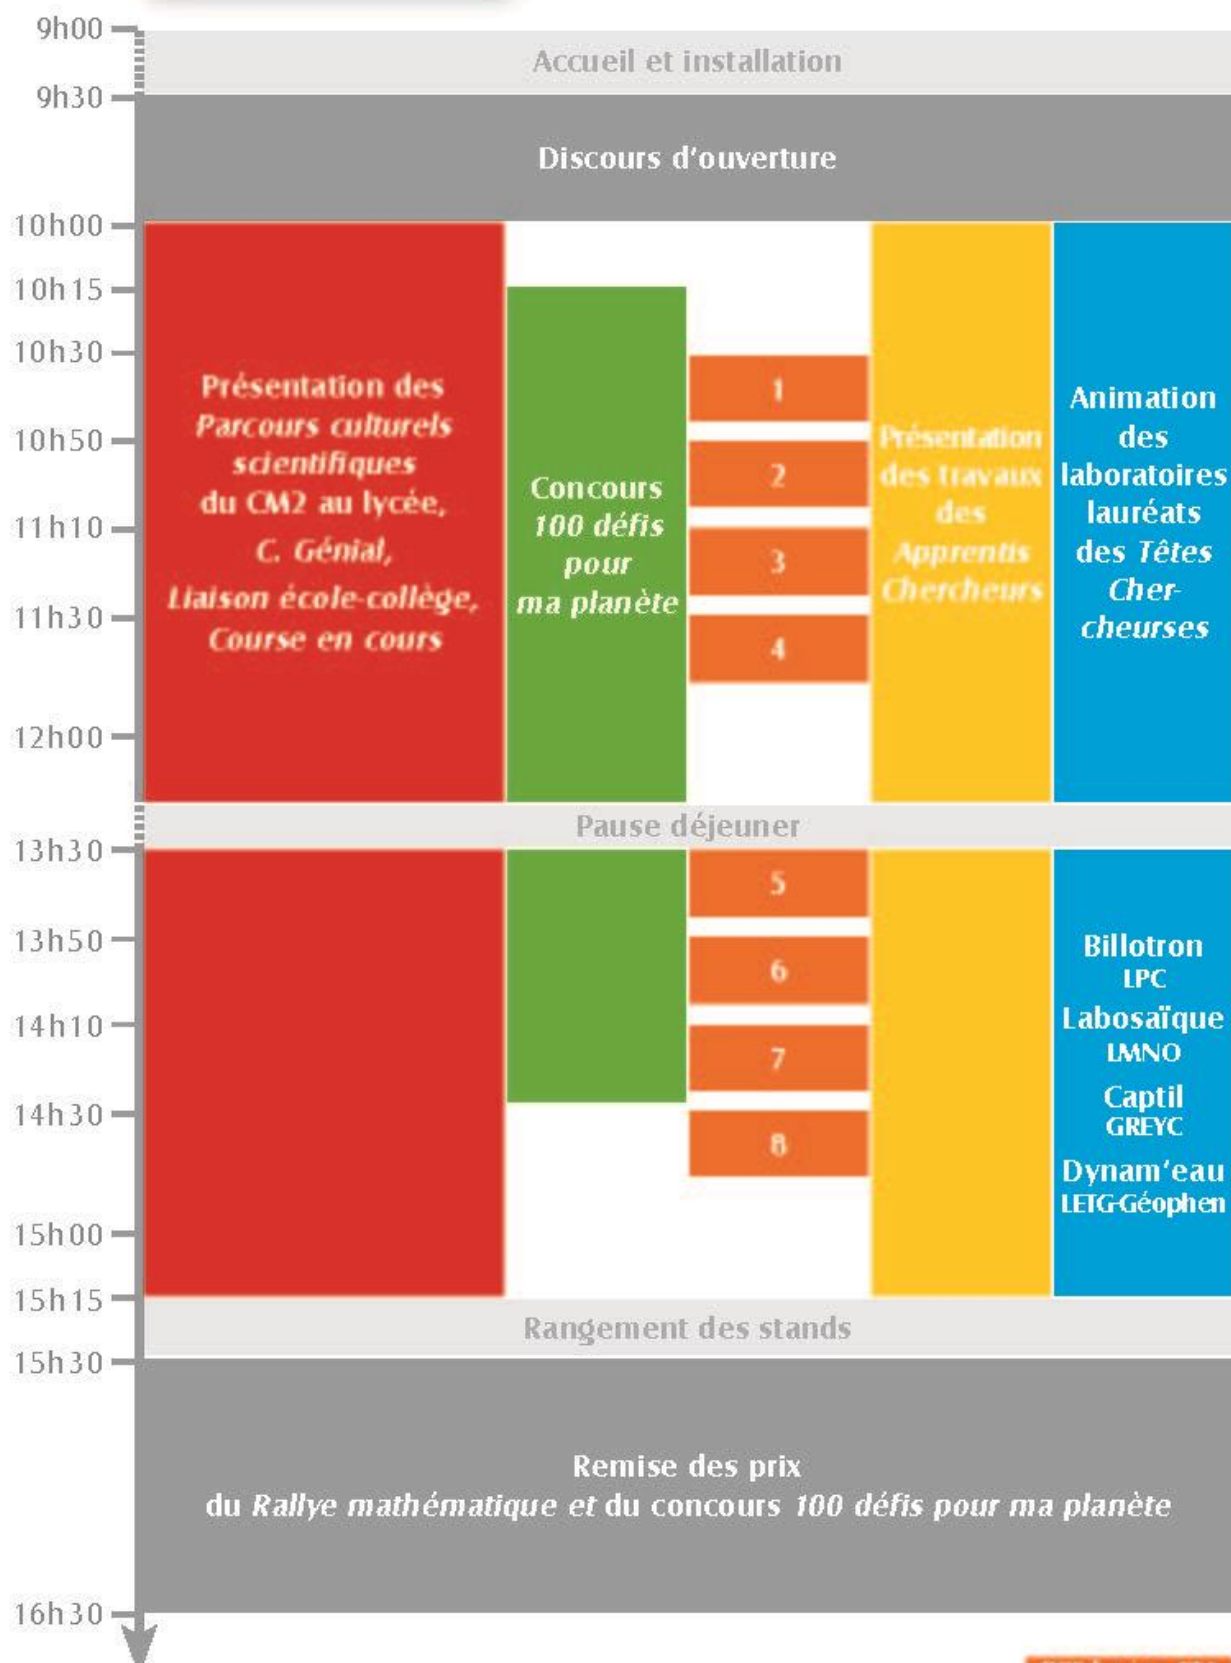 9h00
Accueil et installation
9h30
Discours d'ouverture
10h00
10h15
10h30
10h50
11h10
11h30
12h00
Présentation des
Parcours culturels
scientifiques
du CM2 au lycée,
C. Génial,
Liaison école-collège,
Course en cours
Concours
100 défis
pour
ma planète
1
2
3
4
Présentation
des travaux
des
Apprentis
Chercheurs
Animation
des
laboratoires
lauréats
des Têtes
Cher-
cheurses
Pause déjeuner
13h30
13h50
14h10
14h30
15h00
15h15
5
6
7
8
Billotron
LPC
Labosaïque
LMNO
Captil
GREYC
Dynam'eau
LETG-Géophen
Rangement des stands
15h30
Remise des prix
du Rallye mathématique et du concours 100 défis pour ma planète
16h30